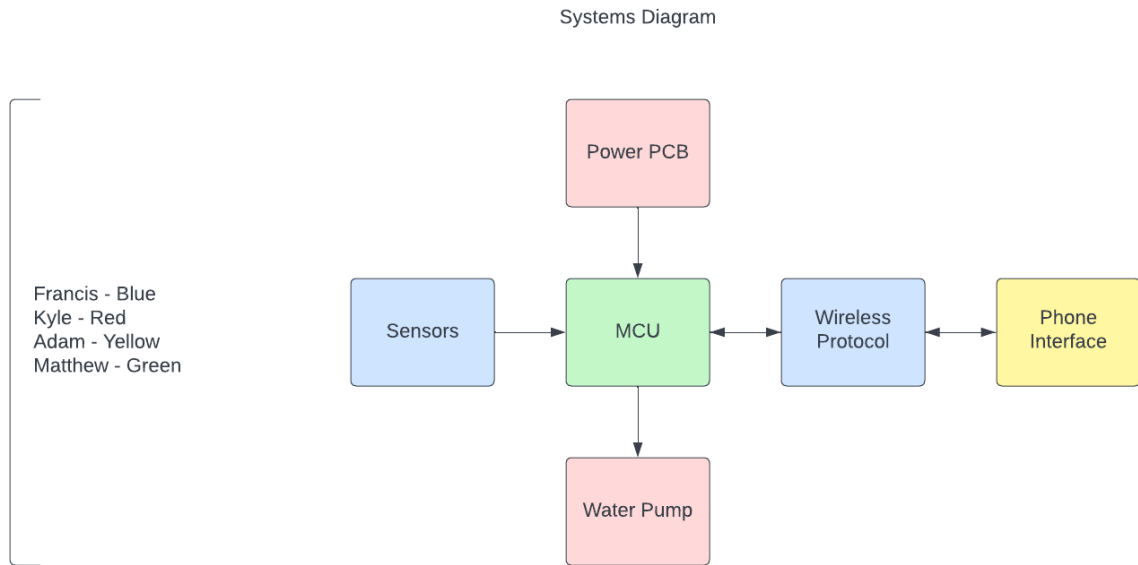 Systems Diagram
Power PCB
Francis - Blue
Kyle - Red
Adam - Yellow
Matthew - Green
Sensors
MCU
Wireless
Protocol
Phone
Interface
Water Pump